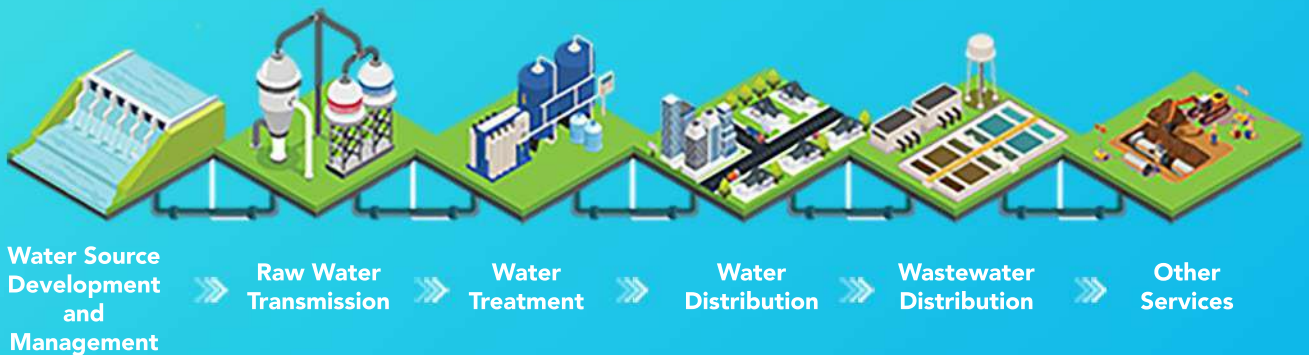 Water Source
Development
and
Management
Raw Water
Transmission
Water
Treatment
Water
Distribution
Wastewater
Distribution
Other
Services